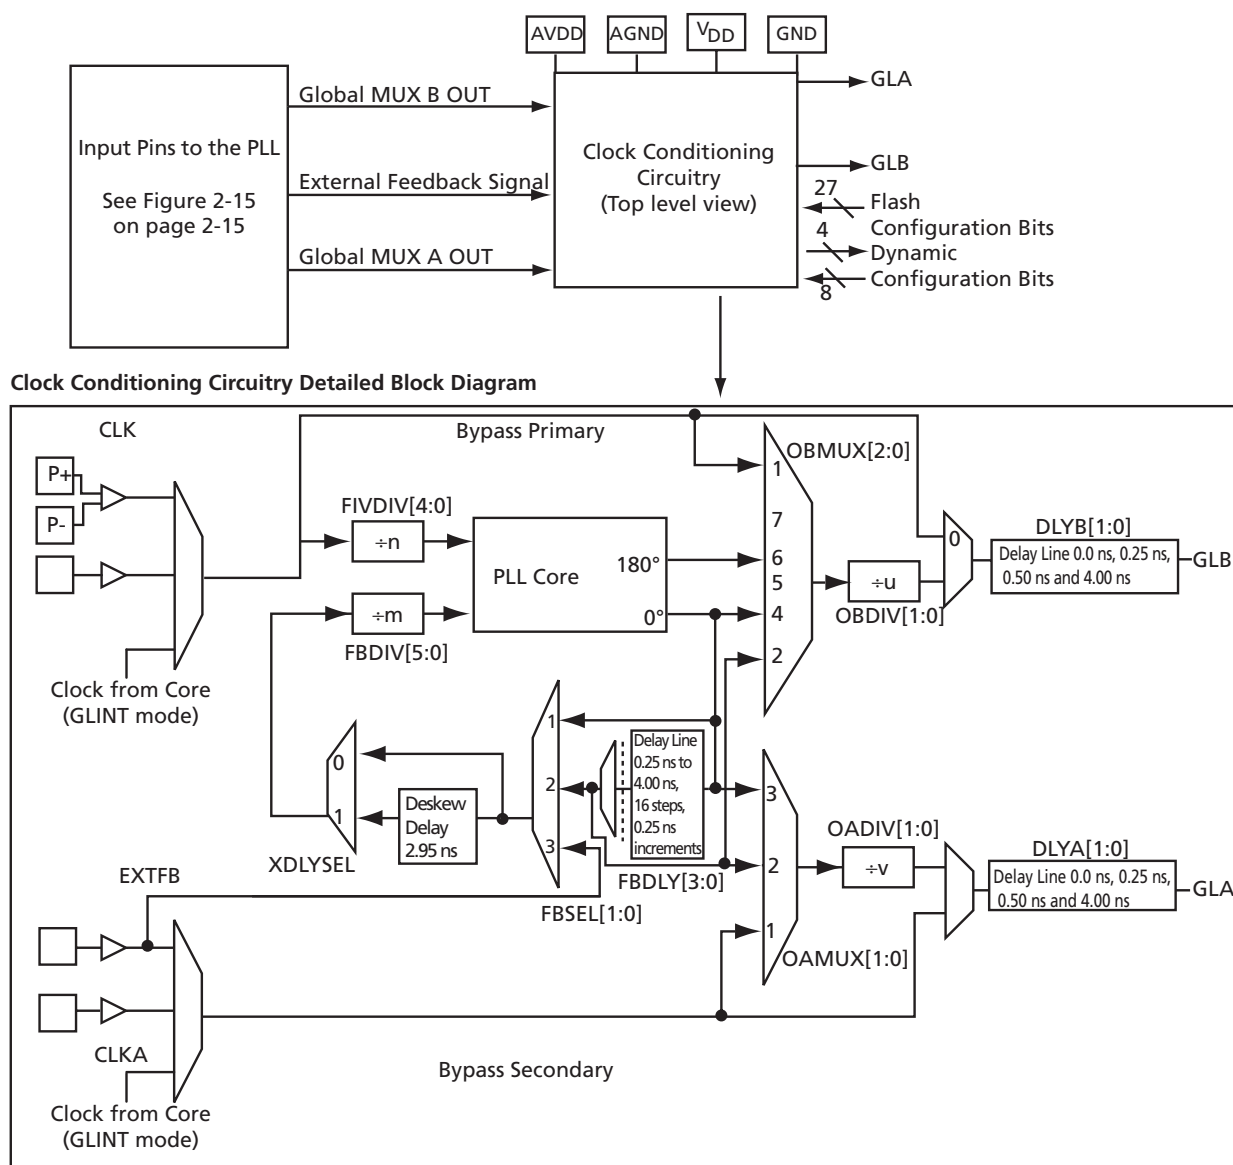 AVDD
AGND
VDD
GND
Global MUX B OUT
GLA
Input Pins to the PLL
See Figure 2-15
on page 2-15
External Feedback Signal
Clock Conditioning
Circuitry
(Top level view)
GLB
27
Flash
Configuration Bits
4
Dynamic
Configuration Bits
8
Global MUX A OUT
Clock Conditioning Circuitry Detailed Block Diagram
CLK
Bypass Primary
OBMUX[2:0]
P+
P-
FIVDIV[4:0]
÷n
PLL Core
180°
0°
÷m
FBDIV[5:0]
1
7
6
5
4
2
÷u
OBDIV[1:0]
0
DLYB[1:0]
Delay Line 0.0 ns, 0.25 ns,
0.50 ns and 4.00 ns
GLB
Clock from Core
(GLINT mode)
0
1
XDLYSEL
Deskew
Delay
2.95 ns
1
2
3
FBSEL[1:0]
Delay Line
0.25 ns to
4.00 ns,
16 steps,
0.25 ns
increments
FBDLY[3:0]
3
2
1
OAMUX[1:0]
OADIV[1:0]
÷v
DLYA[1:0]
Delay Line 0.0 ns, 0.25 ns,
0.50 ns and 4.00 ns
GLA
EXTFB
CLKA
Bypass Secondary
Clock from Core
(GLINT mode)